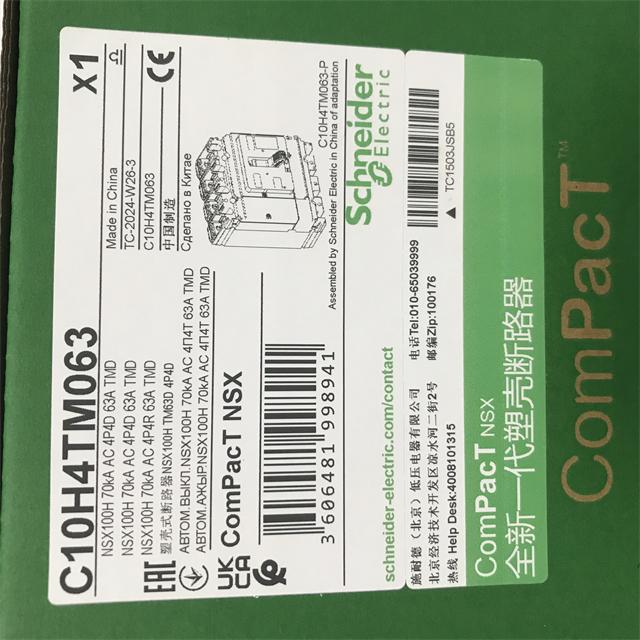 C10H4TM063
X1
NSX100H 70kA AC 4P4D 63A TMD
NSX100H 70kA AC 4P4D 63A TMD
NSX100H 70kA AC 4P4R 63A TMD
塑壳式断路器 NSX100H TM63D 4P4D
АВТОМ.ВЫКЛ.NSX100H 70kA AC 4П4Т 63A TMD
АВТОМ.АЖЫР.NSX100H 70kA AC 4П4Т 63A TMD
Made in China
TC-2024-W26-3
C10H4TM063
中国制造
Сделано в Китае
CE
EAC
UK
CA
ComPacT NSX
3 606481 998941
C10H4TM063-P
Assembled by Schneider Electric in China of adaptation
Schneider
Electric
schneider-electric.com/contact
施耐德（北京）低压电器有限公司 电话Tel:010-65039999
北京经济技术开发区凉水河二街2号 邮编Zip:100176
热线 Help Desk:4008101315
TC1503JSB5
ComPacT NSX
全新一代塑壳断路器
ComPacT™